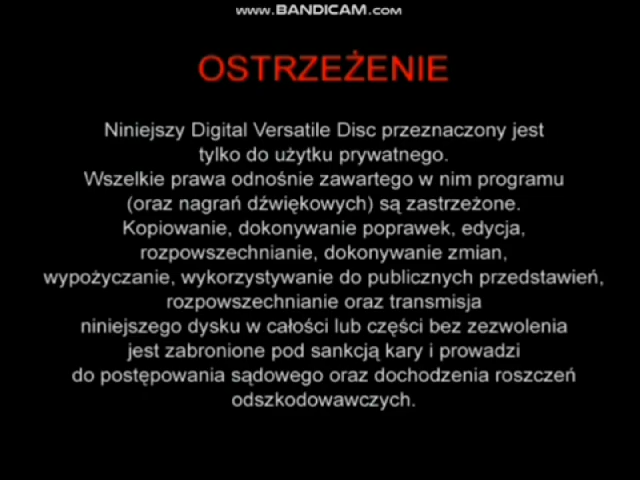 www.BANDICAM.com
OSTRZEŻENIE
Niniejszy Digital Versatile Disc przeznaczony jest
tylko do użytku prywatnego.
Wszelkie prawa odnośnie zawartego w nim programu
(oraz nagrań dźwiękowych) są zastrzeżone.
Kopiowanie, dokonywanie poprawek, edycja,
rozpowszechnianie, dokonywanie zmian,
wypożyczanie, wykorzystywanie do publicznych przedstawień,
rozpowszechnianie oraz transmisja
niniejszego dysku w całości lub części bez zezwolenia
jest zabronione pod sankcją kary i prowadzi
do postępowania sądowego oraz dochodzenia roszczeń
odszkodowawczych.